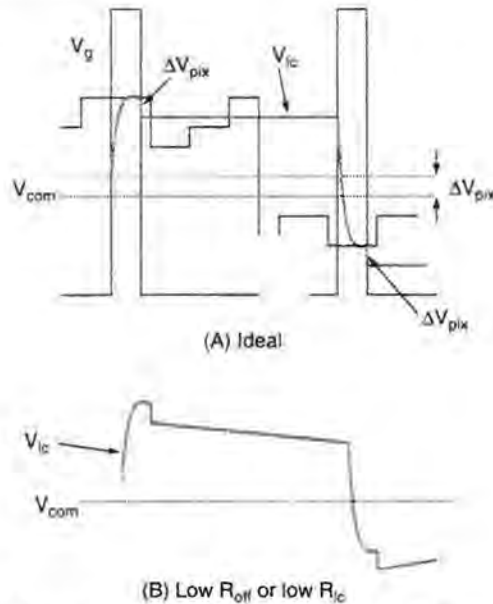 Vg
ΔVpix
Vlc
Vcom
ΔVpix
ΔVpix
(A) Ideal
Vlc
Vcom
(B) Low Roff or low Rlc